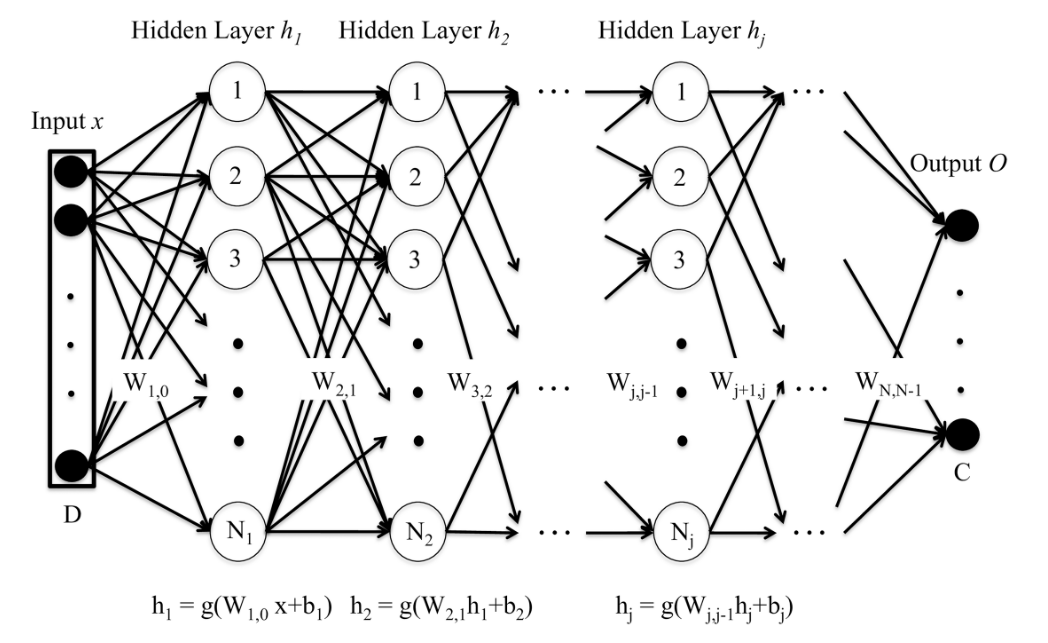 Hidden Layer h₁ Hidden Layer h₂ Hidden Layer hⱼ
Input x
1 1 ... 1 ...
2 2 2
Output O
3 3 3
W₁,₀ W₂,₁ W₃,₂ ... Wⱼ,ⱼ₋₁ Wⱼ₊₁,ⱼ ... W_N,N-1
D
C
N₁ N₂ ... Nⱼ ...
h₁ = g(W₁,₀ x+b₁) h₂ = g(W₂,₁h₁+b₂) hⱼ = g(Wⱼ,ⱼ₋₁hⱼ+bⱼ)